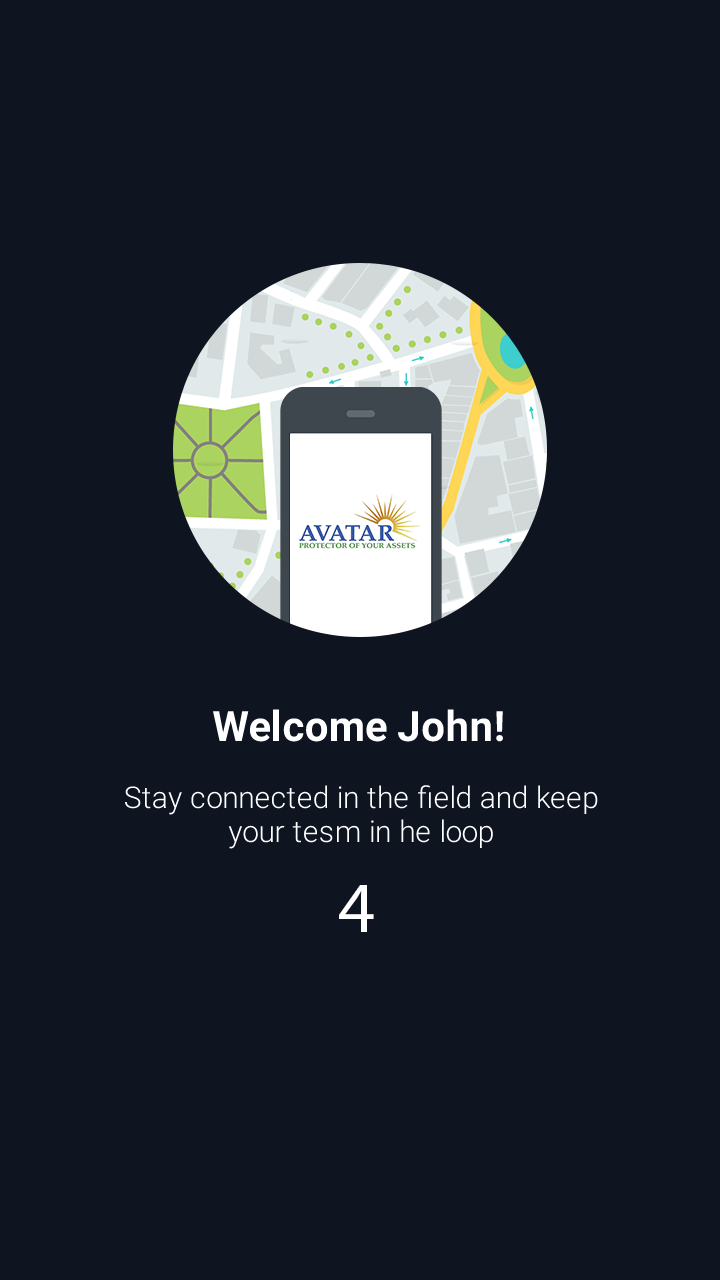 AVATAR
PROTECTOR OF YOUR ASSETS
Welcome John!
Stay connected in the field and keep
your tesm in he loop
4